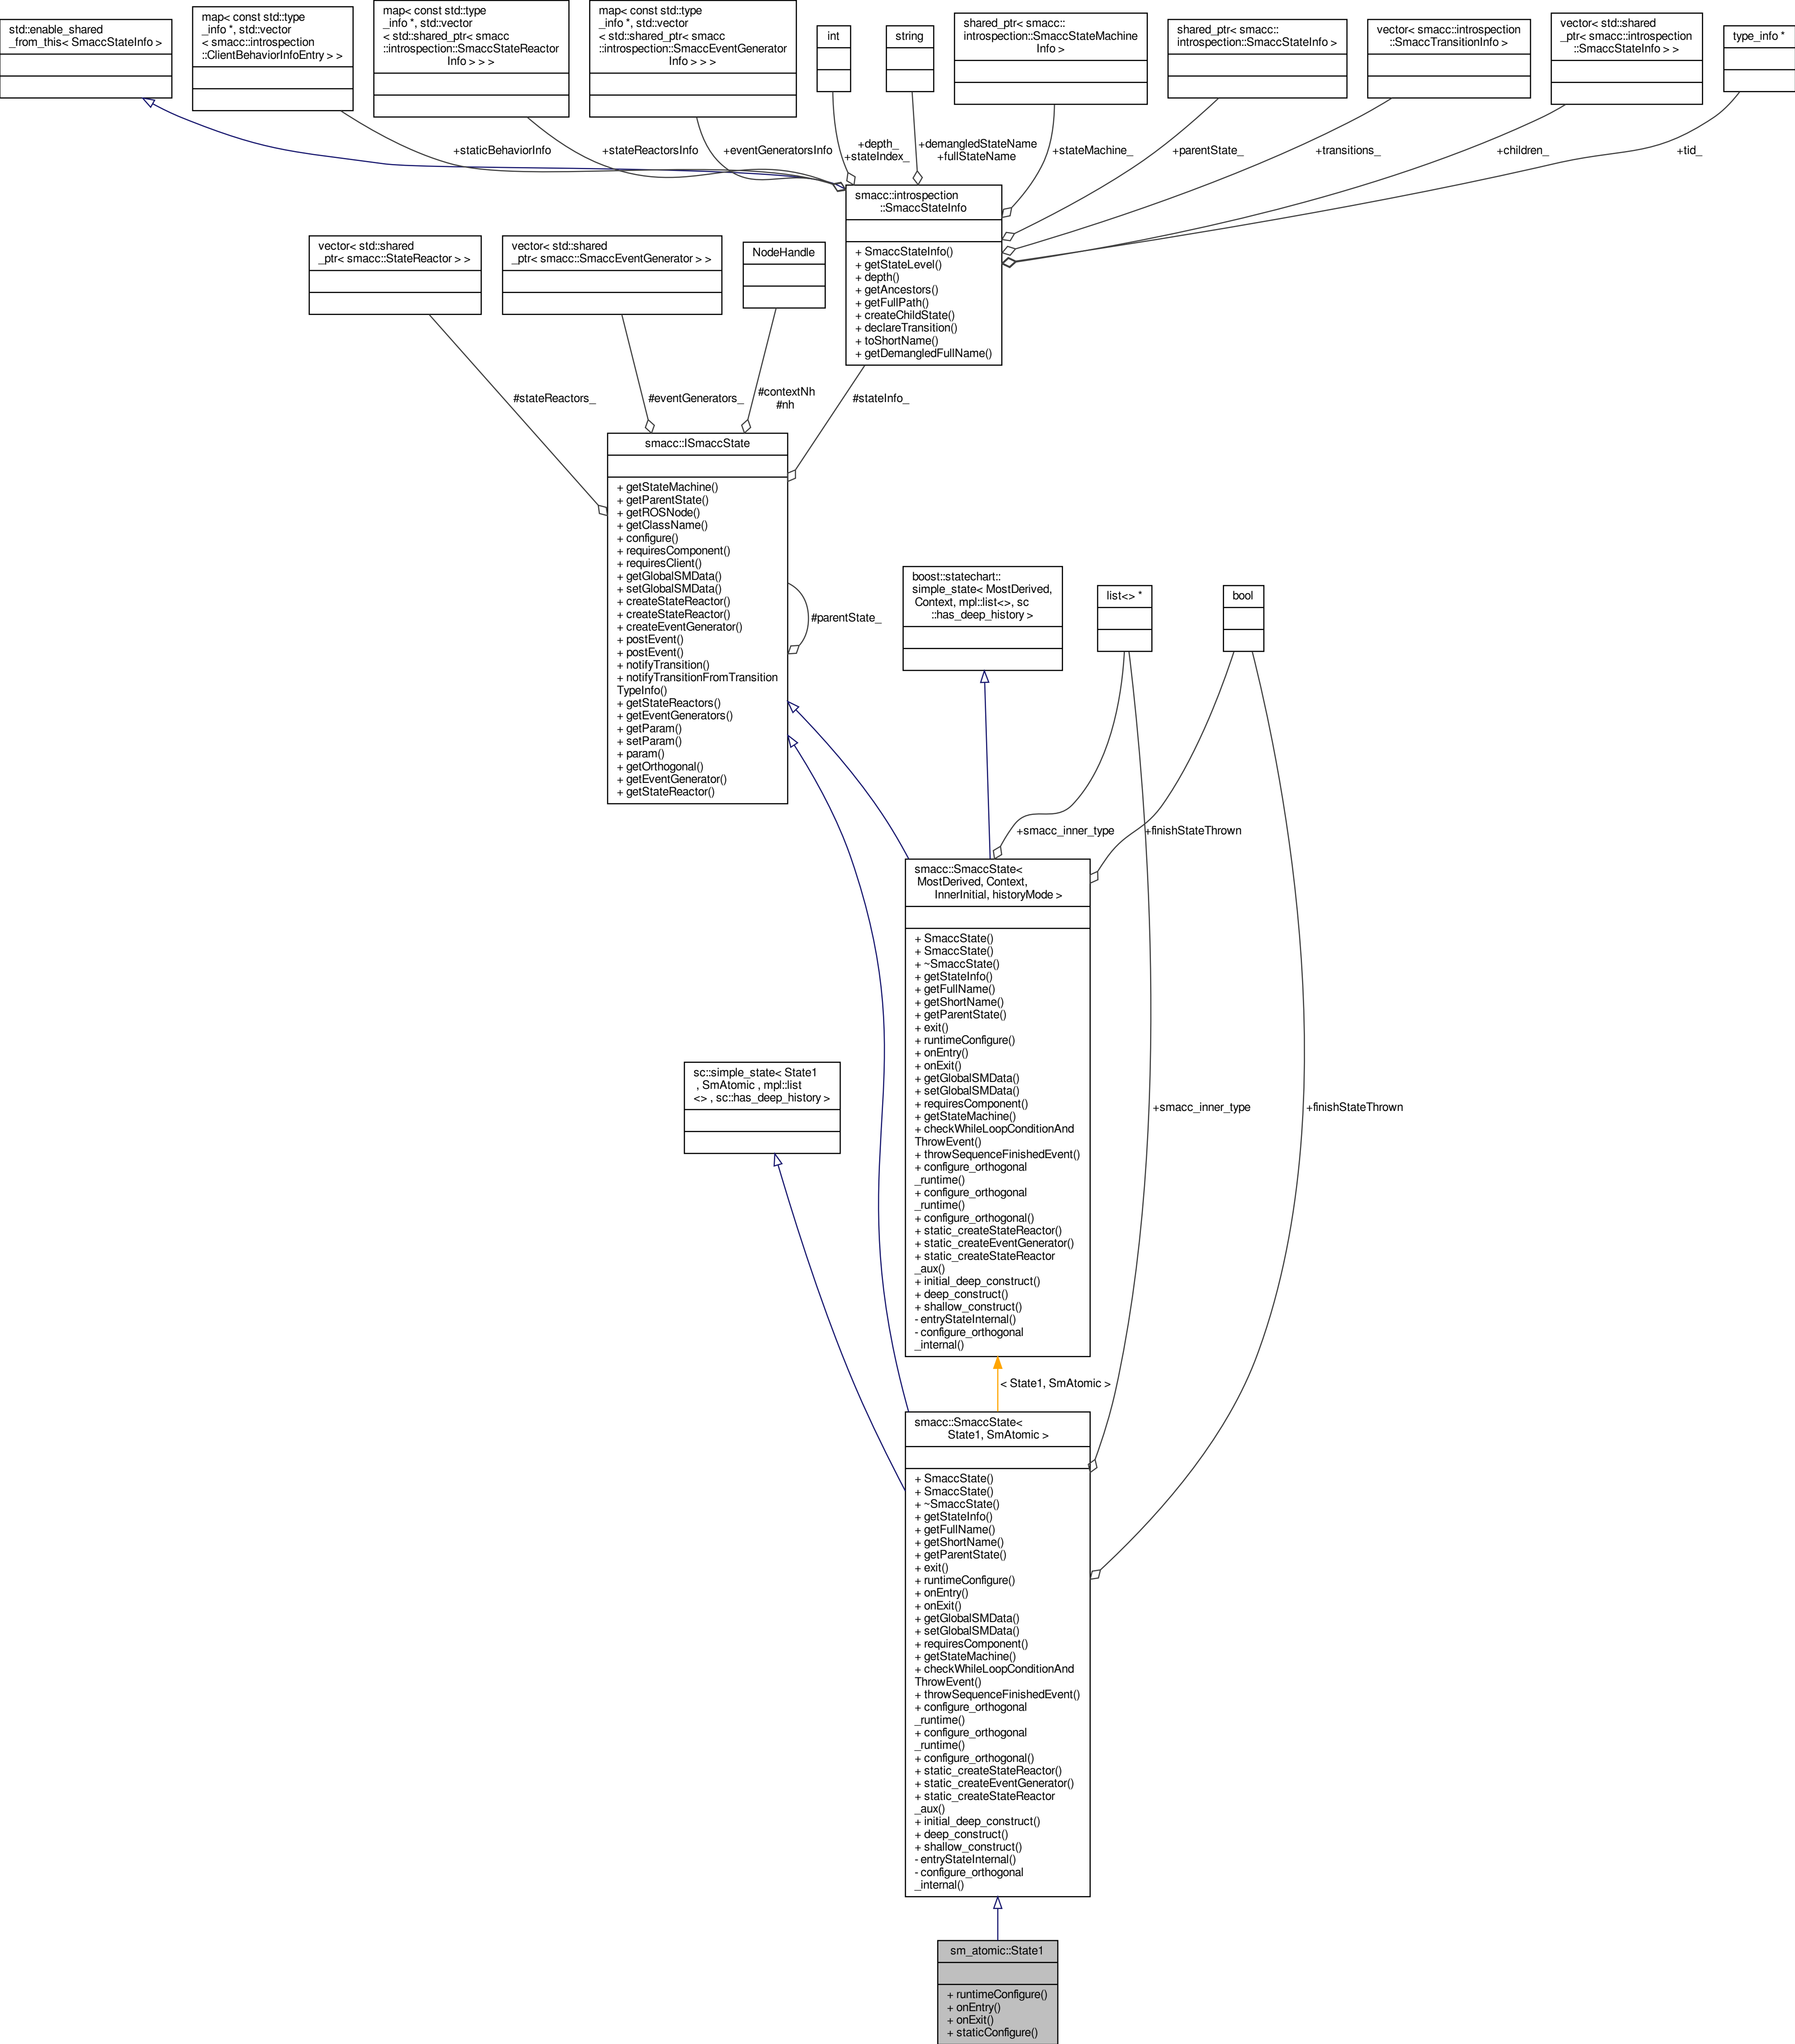 std::enable_shared
_from_this< SmaccStateInfo >
map< const std::type
_info *, std::vector
< smacc::introspection
::ClientBehaviorInfoEntry > >
map< const std::type
_info *, std::vector
< std::shared_ptr< smacc
::introspection::SmaccStateReactor
Info > > >
map< const std::type
_info *, std::vector
< std::shared_ptr< smacc
::introspection::SmaccEventGenerator
Info > > >
int
string
shared_ptr< smacc::
introspection::SmaccStateMachine
Info >
shared_ptr< smacc::
introspection::SmaccStateInfo >
vector< smacc::introspection
::SmaccTransitionInfo >
vector< std::shared
_ptr< smacc::introspection
::SmaccStateInfo > >
type_info *
+staticBehaviorInfo
+stateReactorsInfo
+eventGeneratorsInfo
+depth_
+stateIndex_
+demangledStateName
+fullStateName
+stateMachine_
+parentState_
+transitions_
+children_
+tid_
smacc::introspection
::SmaccStateInfo
+ SmaccStateInfo()
+ getStateLevel()
+ depth()
+ getAncestors()
+ getFullPath()
+ createChildState()
+ declareTransition()
+ toShortName()
+ getDemangledFullName()
vector< std::shared
_ptr< smacc::StateReactor > >
vector< std::shared
_ptr< smacc::SmaccEventGenerator > >
NodeHandle
#stateReactors_
#eventGenerators_
#contextNh
#nh
#stateInfo_
smacc::ISmaccState
+ getStateMachine()
+ getParentState()
+ getROSNode()
+ getClassName()
+ configure()
+ requiresComponent()
+ requiresClient()
+ getGlobalSMData()
+ setGlobalSMData()
+ createStateReactor()
+ createStateReactor()
+ createEventGenerator()
+ postEvent()
+ postEvent()
+ notifyTransition()
+ notifyTransitionFromTransition
TypeInfo()
+ getStateReactors()
+ getEventGenerators()
+ getParam()
+ setParam()
+ param()
+ getOrthogonal()
+ getEventGenerator()
+ getStateReactor()
#parentState_
boost::statechart::
simple_state< MostDerived,
Context, mpl::list<>, sc
::has_deep_history >
list<> *
bool
+smacc_inner_type
+finishStateThrown
smacc::SmaccState<
MostDerived, Context,
InnerInitial, historyMode >
+ SmaccState()
+ SmaccState()
+ ~SmaccState()
+ getStateInfo()
+ getFullName()
+ getShortName()
+ getParentState()
+ exit()
+ runtimeConfigure()
+ onEntry()
+ onExit()
+ getGlobalSMData()
+ setGlobalSMData()
+ requiresComponent()
+ getStateMachine()
+ checkWhileLoopConditionAnd
ThrowEvent()
+ throwSequenceFinishedEvent()
+ configure_orthogonal
_runtime()
+ configure_orthogonal
_runtime()
+ configure_orthogonal()
+ static_createStateReactor()
+ static_createEventGenerator()
+ static_createStateReactor
_aux()
+ initial_deep_construct()
+ deep_construct()
+ shallow_construct()
- entryStateInternal()
- configure_orthogonal
_internal()
sc::simple_state< State1
, SmAtomic , mpl::list
<> , sc::has_deep_history >
+smacc_inner_type
+finishStateThrown
< State1, SmAtomic >
smacc::SmaccState<
State1, SmAtomic >
+ SmaccState()
+ SmaccState()
+ ~SmaccState()
+ getStateInfo()
+ getFullName()
+ getShortName()
+ getParentState()
+ exit()
+ runtimeConfigure()
+ onEntry()
+ onExit()
+ getGlobalSMData()
+ setGlobalSMData()
+ requiresComponent()
+ getStateMachine()
+ checkWhileLoopConditionAnd
ThrowEvent()
+ throwSequenceFinishedEvent()
+ configure_orthogonal
_runtime()
+ configure_orthogonal
_runtime()
+ configure_orthogonal()
+ static_createStateReactor()
+ static_createEventGenerator()
+ static_createStateReactor
_aux()
+ initial_deep_construct()
+ deep_construct()
+ shallow_construct()
- entryStateInternal()
- configure_orthogonal
_internal()
sm_atomic::State1
+ runtimeConfigure()
+ onEntry()
+ onExit()
+ staticConfigure()